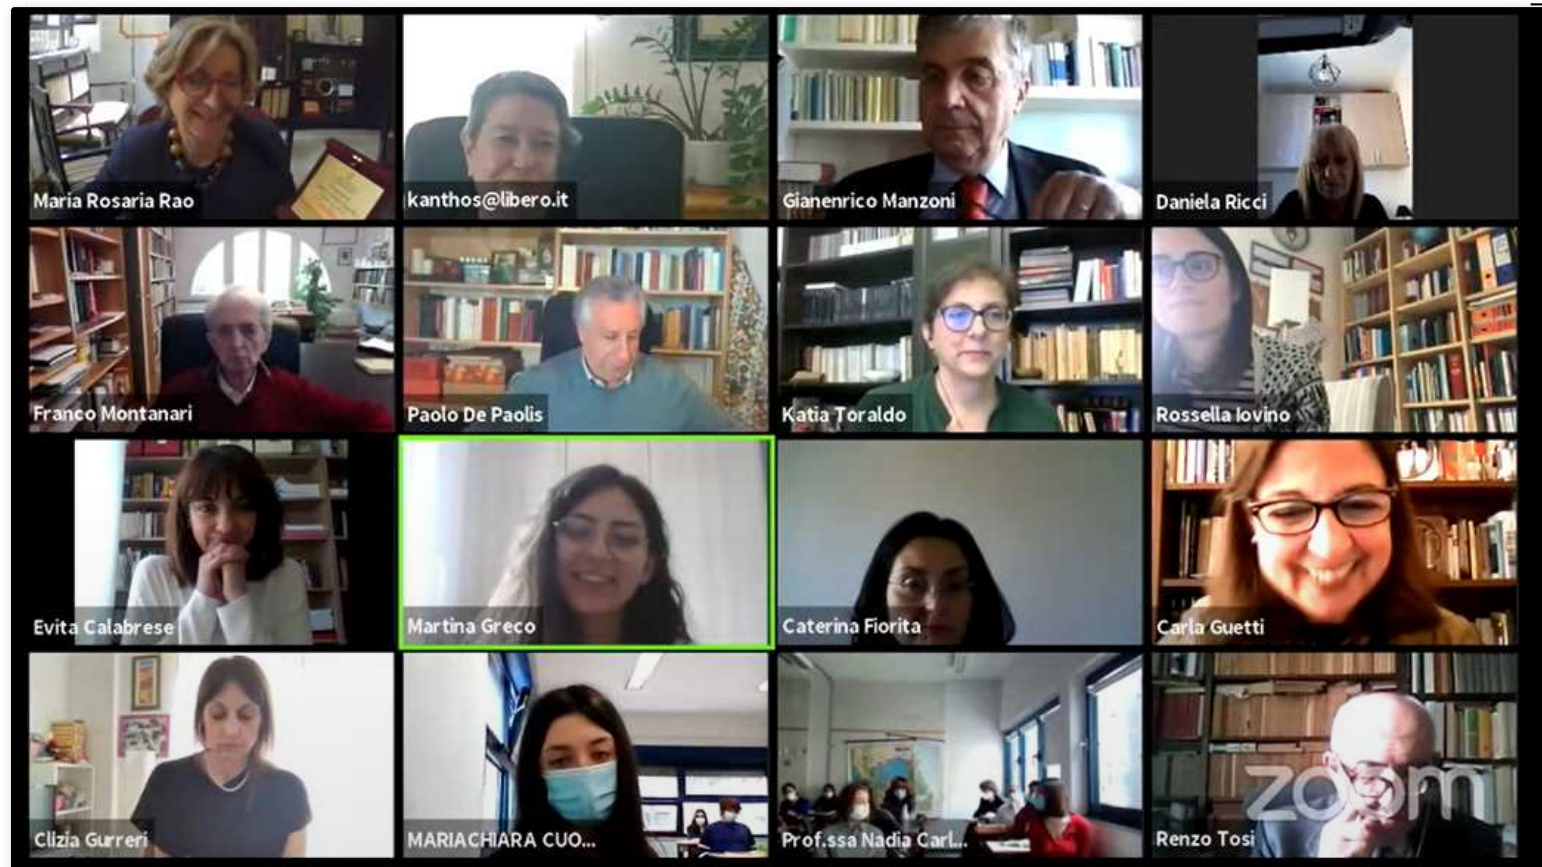 Maria Rosaria Rao
kanthos@libero.it
Gianenrico Manzoni
Daniela Ricci
Franco Montanari
Paolo De Paolis
Katia Toraldo
Rossella Iovino
Evita Calabrese
Martina Greco
Caterina Fiorita
Carla Guetti
Clizia Gurreri
MARIACHIARA CUO...
Prof.ssa Nadia Carl...
Renzo Tosi
zoom